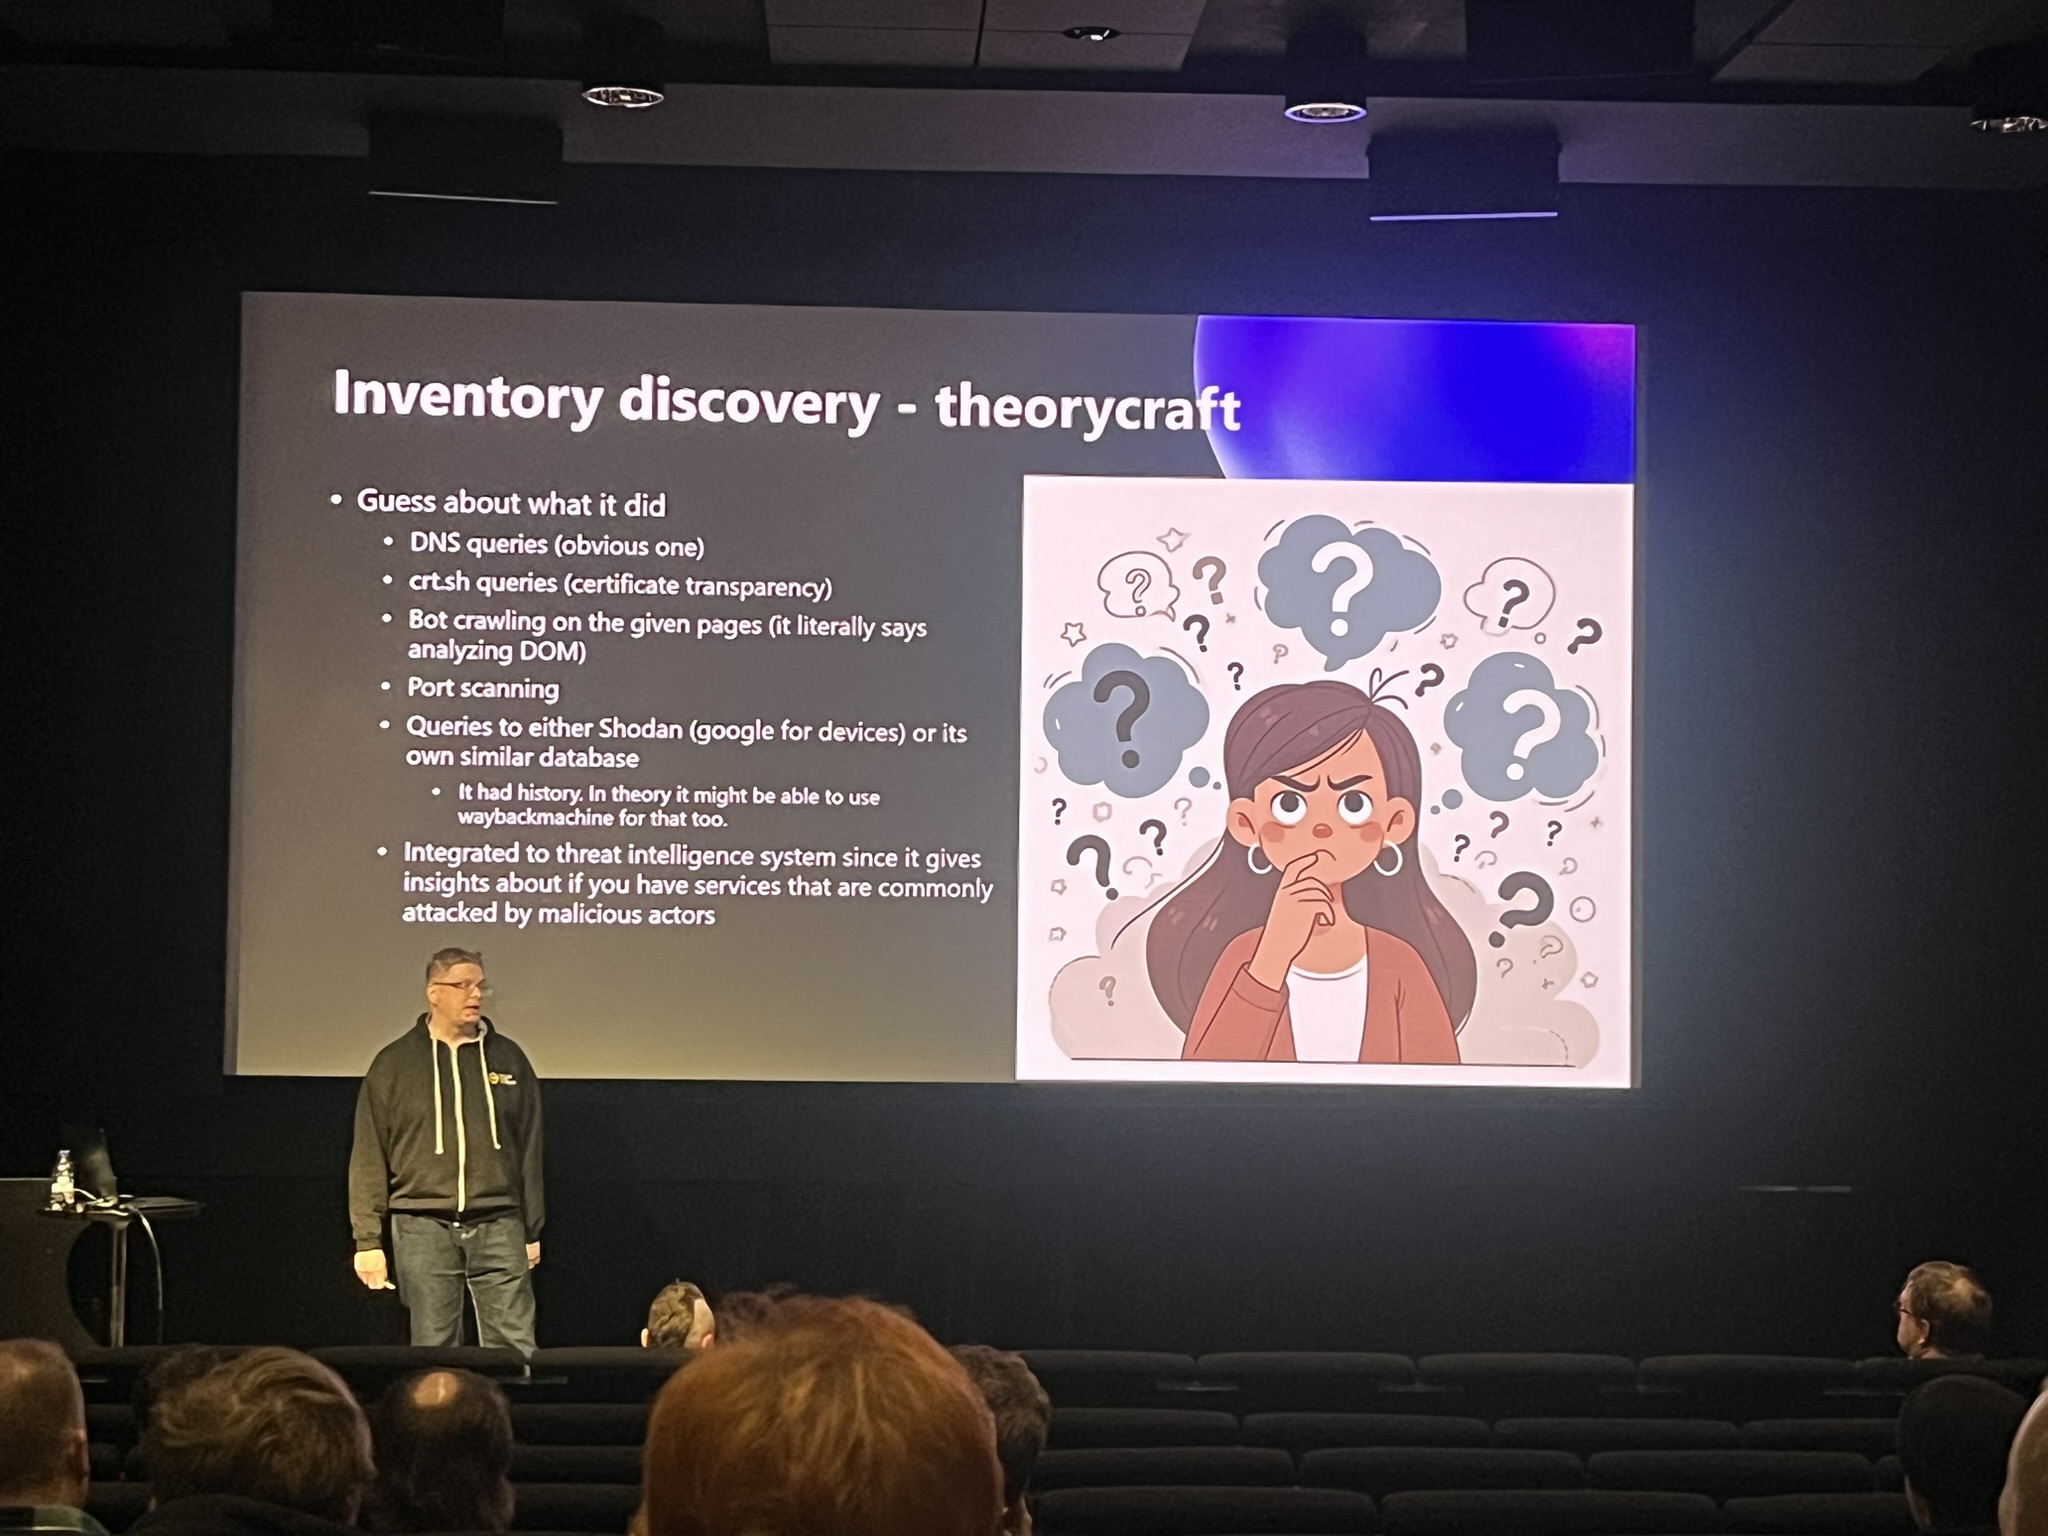 Inventory discovery - theorycraft
• Guess about what it did
• DNS queries (obvious one)
• crt.sh queries (certificate transparency)
• Bot crawling on the given pages (it literally says
analyzing DOM)
• Port scanning
• Queries to either Shodan (google for devices) or its
own similar database
• It had history. In theory it might be able to use
waybackmachine for that too.
• Integrated to threat intelligence system since it gives
insights about if you have services that are commonly
attacked by malicious actors